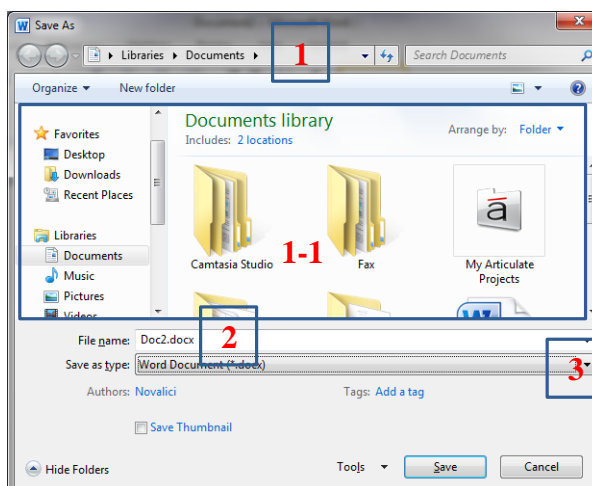 Save As
Libraries Documents 1 Search Documents
Organize New folder
Favorites
Desktop
Downloads
Recent Places
Libraries
Documents
Music
Pictures
Videos
Documents library
Includes: 2 locations
Arrange by: Folder
Camtasia Studio
1-1
Fax
My Articulate
Projects
File name: Doc2.docx 2
Save as type: Word Document (*.docx) 3
Authors: Novalici Tags: Add a tag
Save Thumbnail
Hide Folders Tools Save Cancel